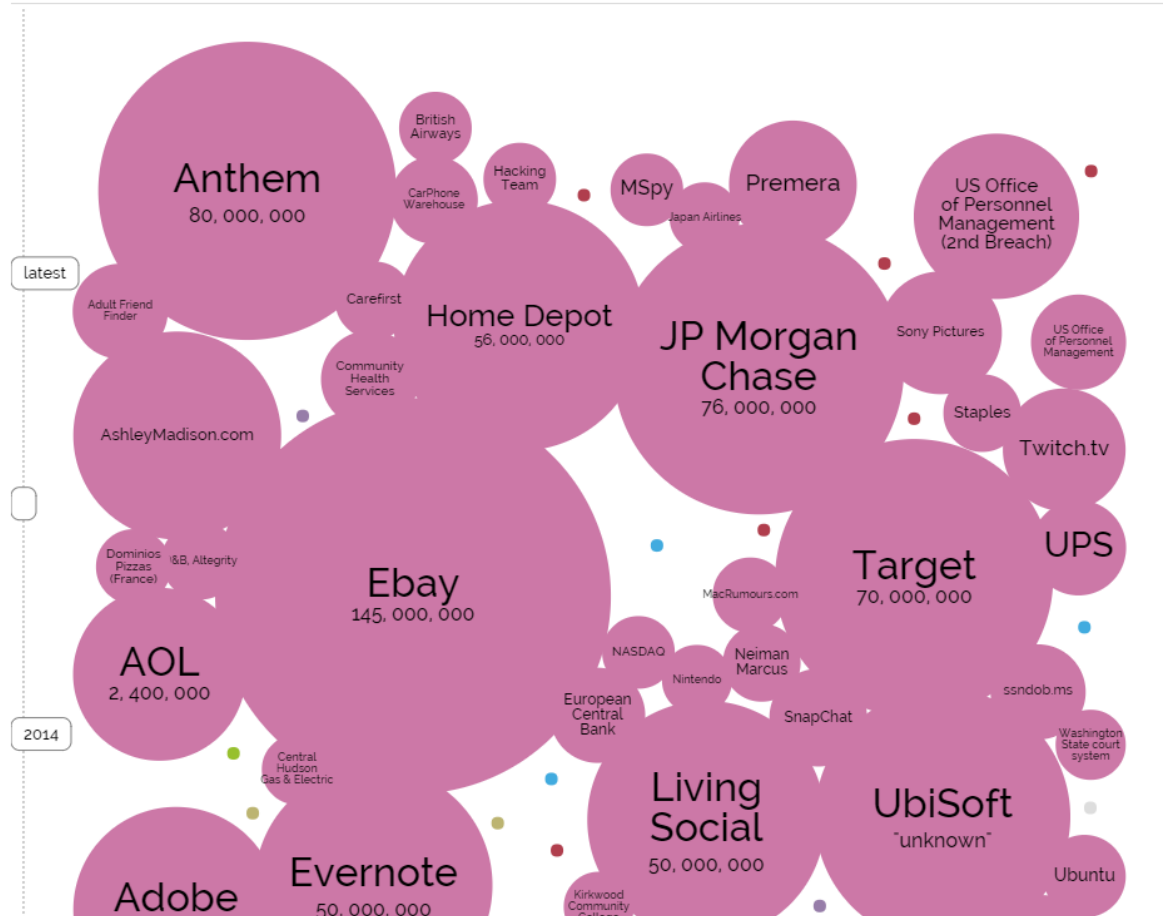 British
Airways
Anthem
80, 000, 000
Hacking
Team
CarPhone
Warehouse
MSpy
Japan Airlines
Premera
US Office
of Personnel
Management
(2nd Breach)
latest
Adult Friend
Finder
Carefirst
Home Depot
56, 000, 000
JP Morgan
Chase
76, 000, 000
Sony Pictures
US Office
of Personnel
Management
Community
Health
Services
AshleyMadison.com
Staples
Twitch.tv
Dominios
Pizzas
(France)
&B, Altegrity
Ebay
145, 000, 000
Target
70, 000, 000
UPS
MacRumours.com
AOL
2, 400, 000
NASDAQ
Nintendo
Neiman
Marcus
European
Central
Bank
SnapChat
ssndob.ms
2014
Washington
State court
system
Central
Hudson
Gas & Electric
Living
Social
50, 000, 000
UbiSoft
"unknown"
Ubuntu
Adobe
Evernote
50, 000, 000
Kirkwood
Community
College